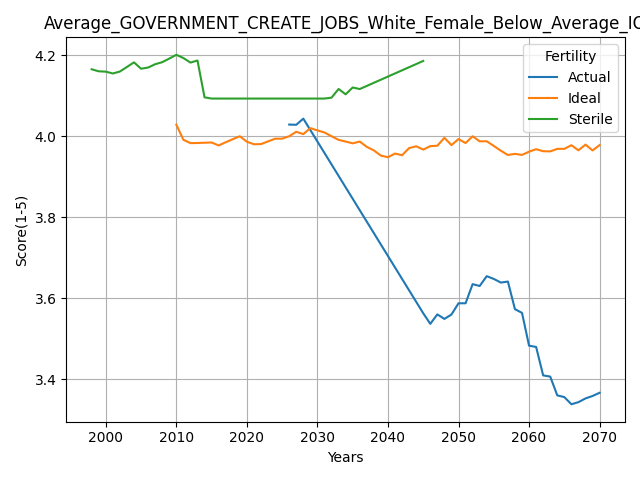 Average_GOVERNMENT_CREATE_JOBS_White_Female_Below_Average_IC
Fertility
Actual
Ideal
Sterile
Score(1-5)
4.2
4.0
3.8
3.6
3.4
2000 2010 2020 2030 2040 2050 2060 2070
Years